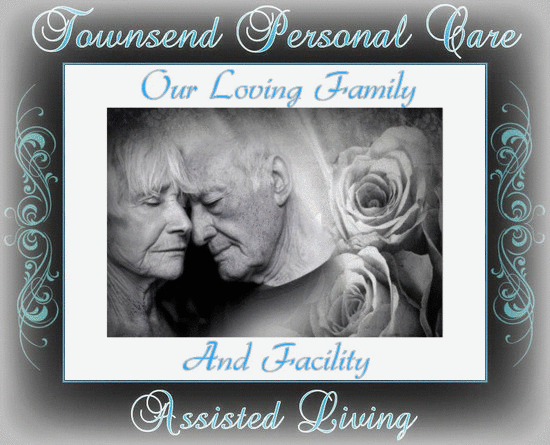 Townsend Personal Care
Our Loving Family
And Facility
Assisted Living